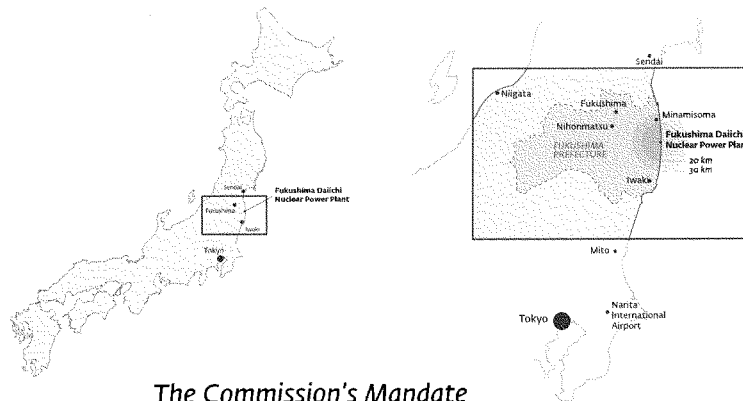 Sendai
Fukushima
Fukushima Daiichi
Nuclear Power Plant
Iwaki
Tokyo
Sendai
Niigata
Fukushima
Minamisoma
Nihonmatsu
Fukushima Daiichi
Nuclear Power Plant
FUKUSHIMA
PREFECTURE
20 km
30 km
Iwaki
Mito
Tokyo
Narita
International
Airport
The Commission's Mandate